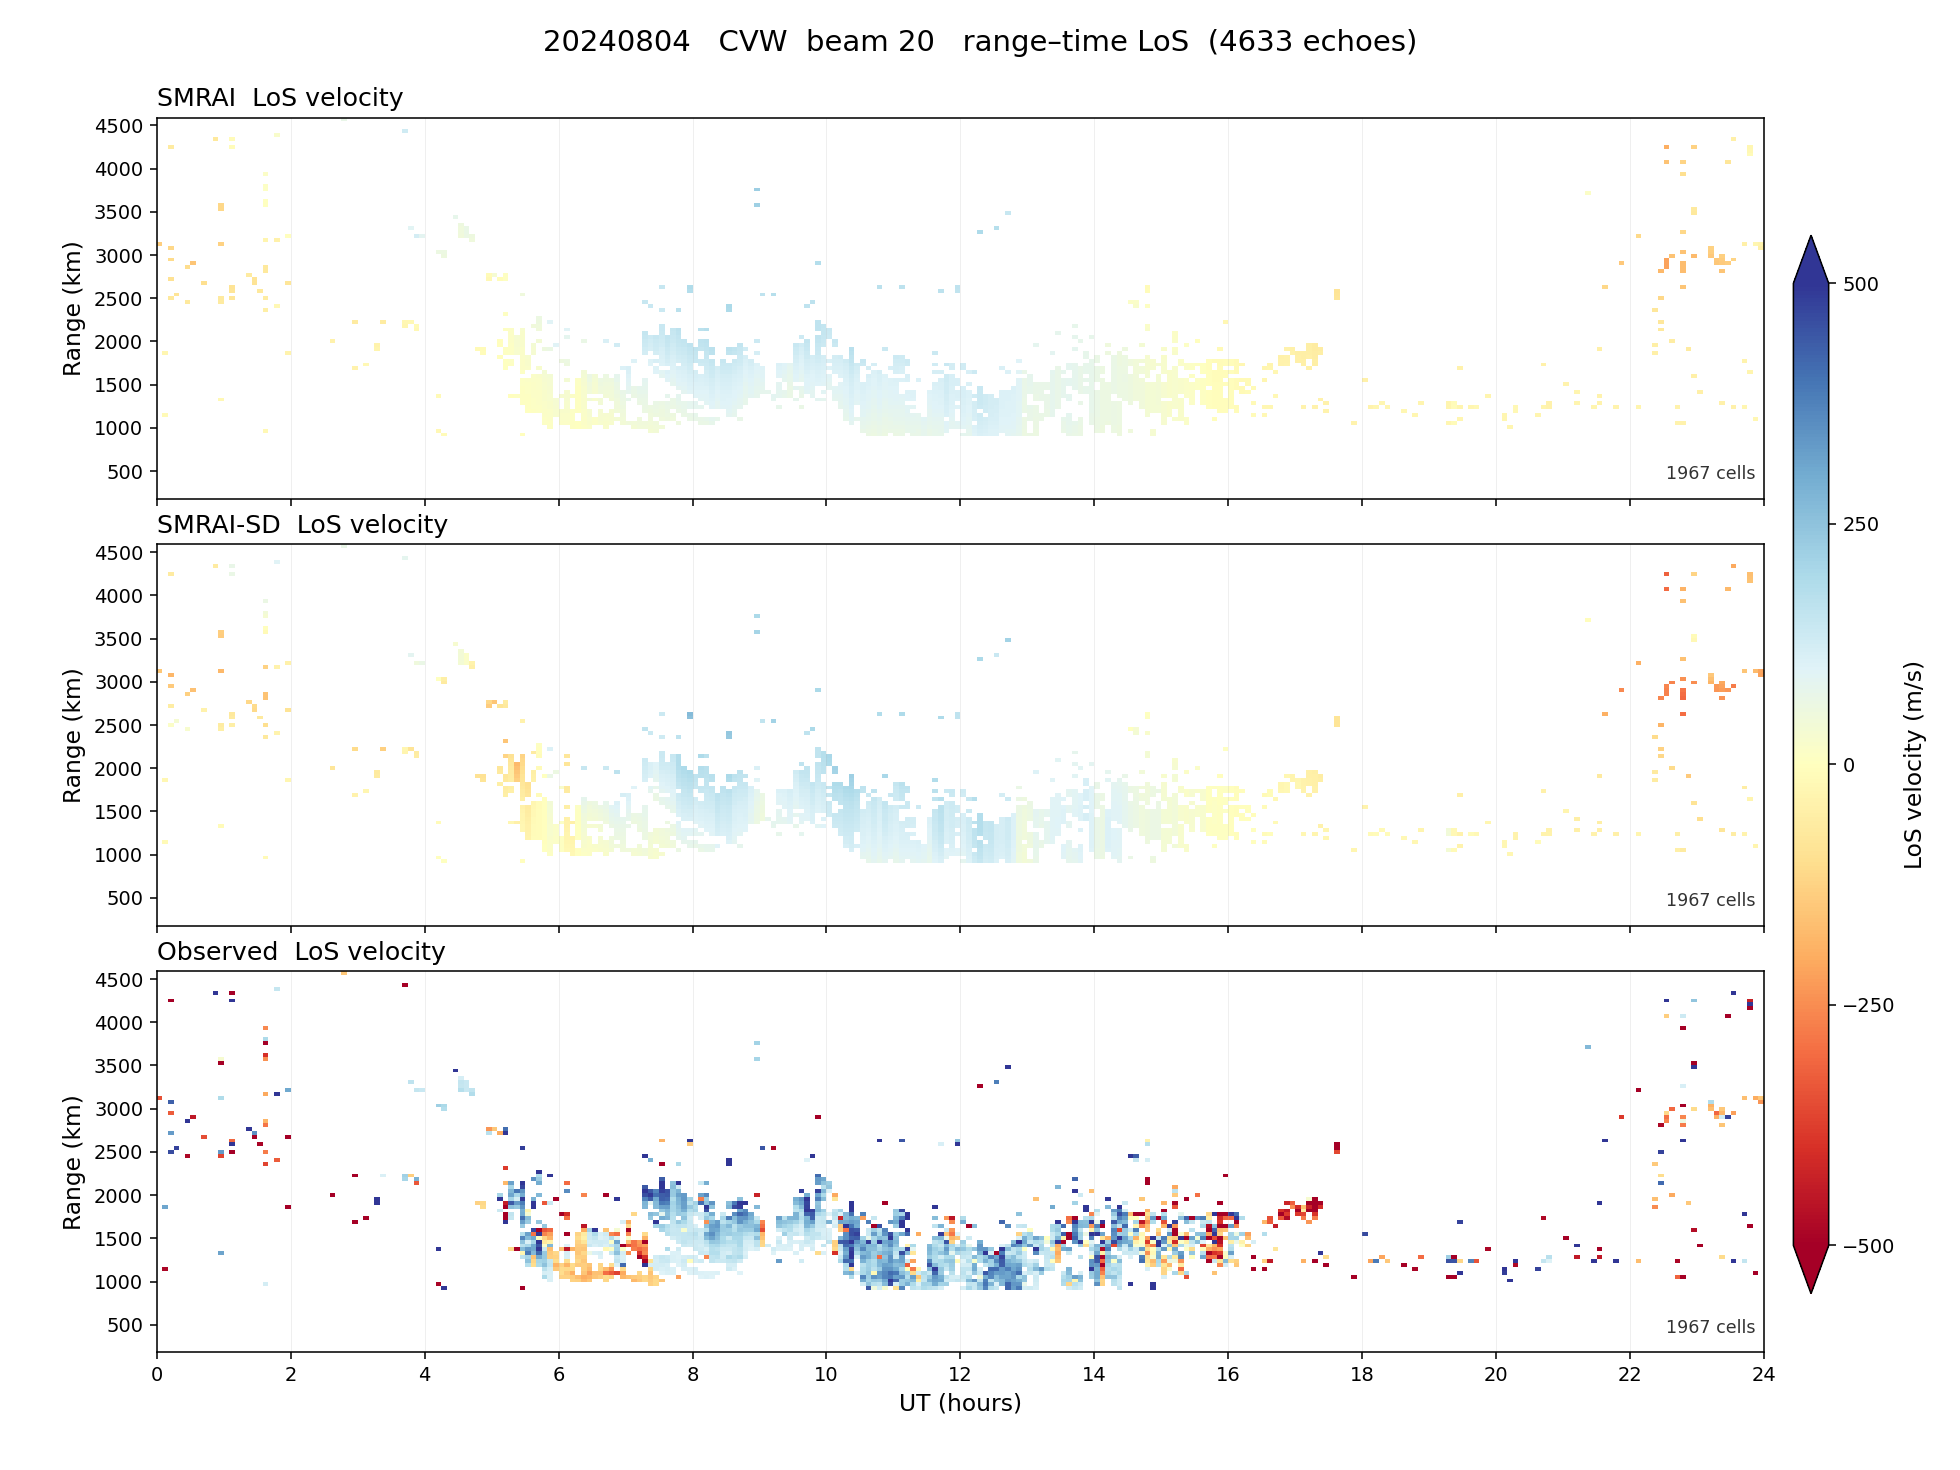 20240804   CVW  beam 20   range–time LoS  (4633 echoes)
SMRAI  LoS velocity
4500
4000
3500
3000
2500
2000
1500
1000
500
Range (km)
1967 cells
SMRAI-SD  LoS velocity
4500
4000
3500
3000
2500
2000
1500
1000
500
Range (km)
1967 cells
Observed  LoS velocity
4500
4000
3500
3000
2500
2000
1500
1000
500
Range (km)
1967 cells
0 2 4 6 8 10 12 14 16 18 20 22 24
UT (hours)
500
250
0
−250
−500
LoS velocity (m/s)